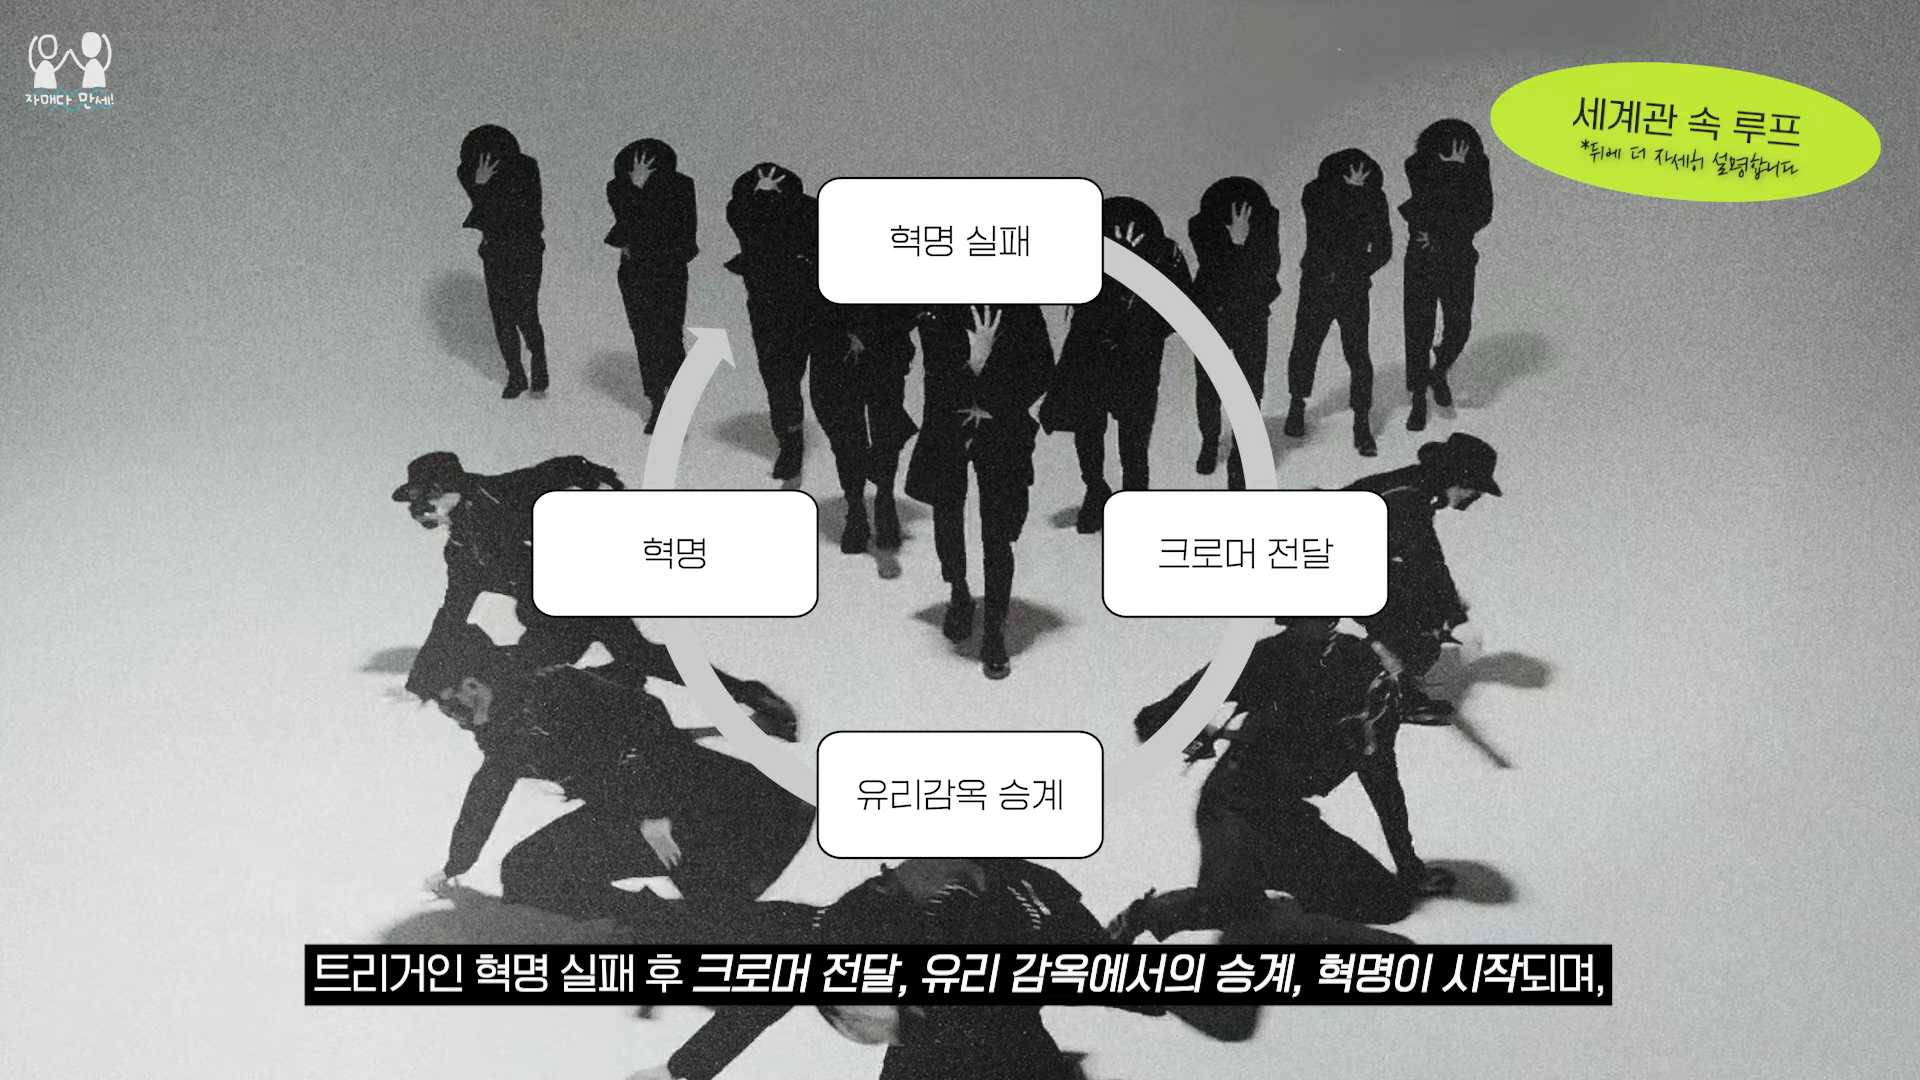 자매다 만세!
세계관 속 루프
*뒤에 더 자세히 설명합니다
혁명 실패
혁명
크로머 전달
유리감옥 승계
트리거인 혁명 실패 후 크로머 전달, 유리 감옥에서의 승계, 혁명이 시작되며,